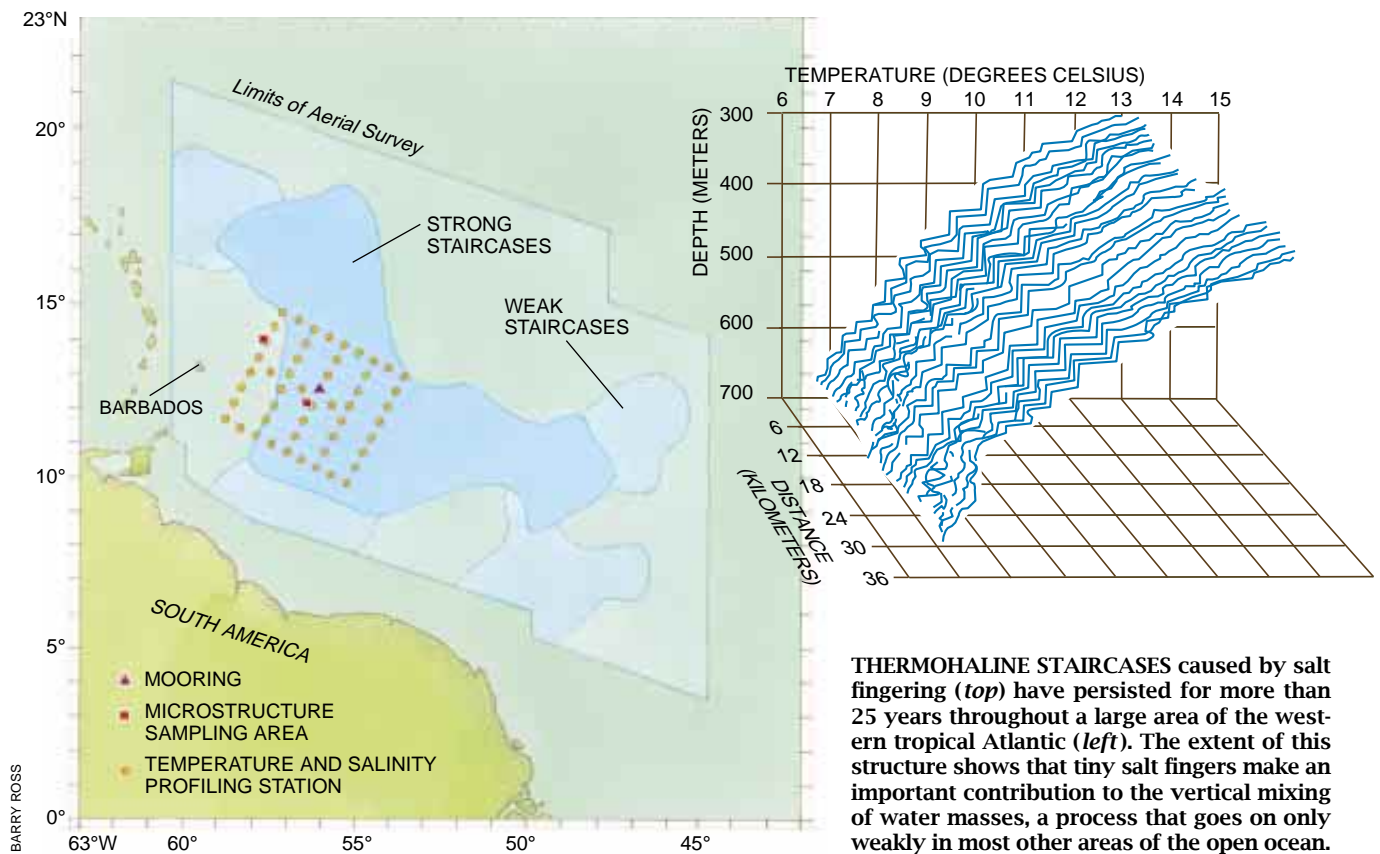 23°N
20°
15°
10°
5°
0°
63°W 60° 55° 50° 45°
Limits of Aerial Survey
STRONG
STAIRCASES
WEAK
STAIRCASES
BARBADOS
SOUTH AMERICA
MOORING
MICROSTRUCTURE
SAMPLING AREA
TEMPERATURE AND SALINITY
PROFILING STATION
BARRY ROSS
TEMPERATURE (DEGREES CELSIUS)
6 7 8 9 10 11 12 13 14 15
DEPTH (METERS)
300
400
500
600
700
6
12
18
24
30
36
DISTANCE
(KILOMETERS)
THERMOHALINE STAIRCASES caused by salt
fingering (top) have persisted for more than
25 years throughout a large area of the west-
ern tropical Atlantic (left). The extent of this
structure shows that tiny salt fingers make an
important contribution to the vertical mixing
of water masses, a process that goes on only
weakly in most other areas of the open ocean.